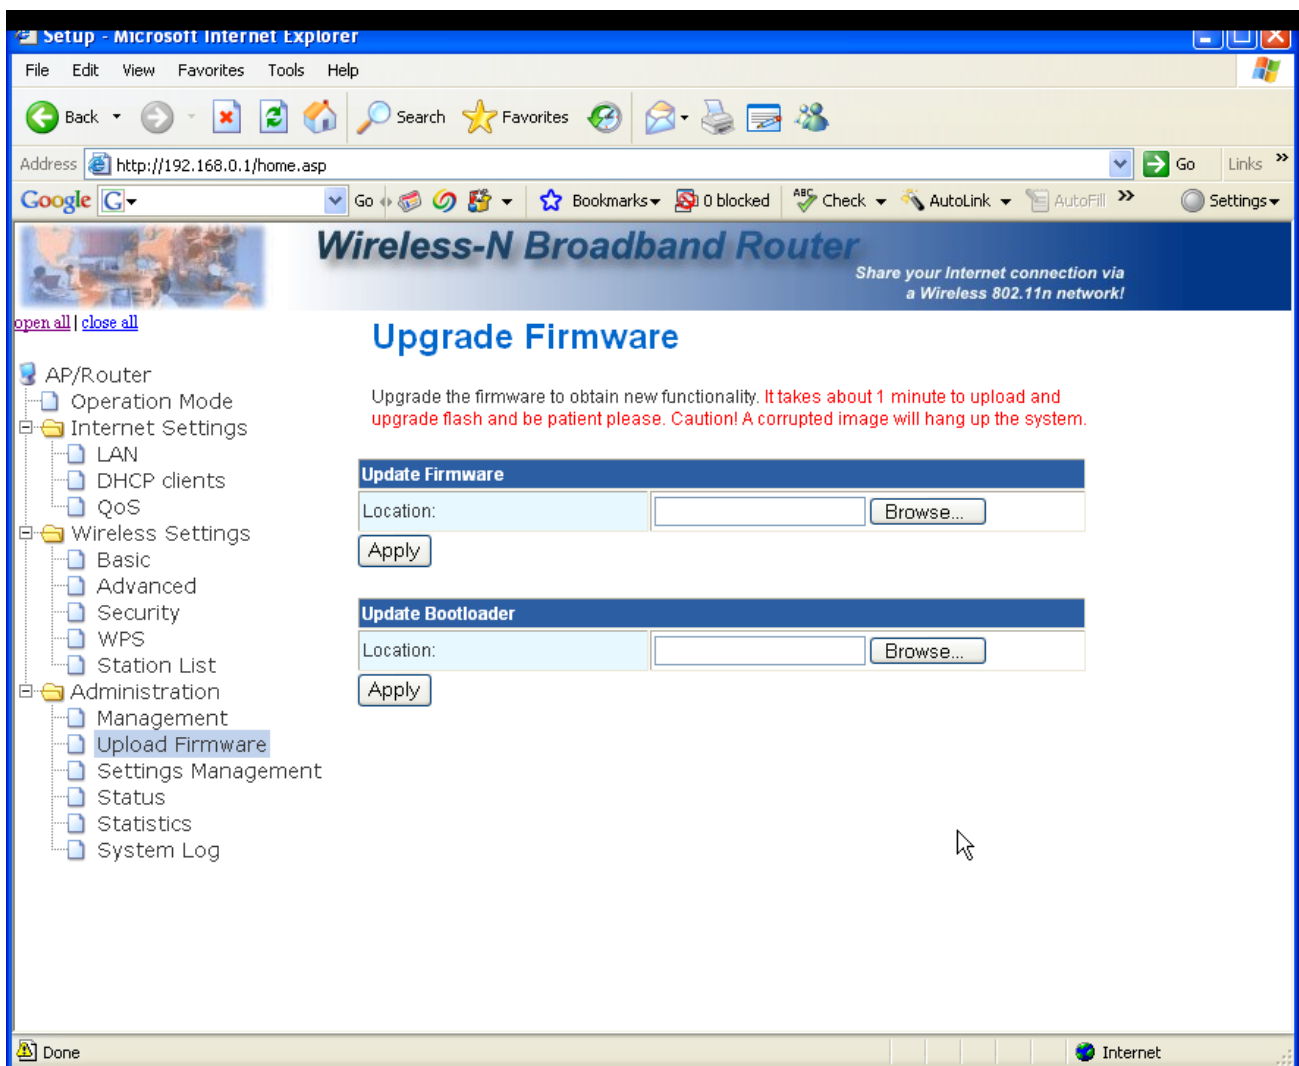 Setup - Microsoft Internet Explorer
File Edit View Favorites Tools Help
Back Search Favorites
Address http://192.168.0.1/home.asp Go Links »
Google G Go Bookmarks 0 blocked ABC Check AutoLink AutoFill » Settings
Wireless-N Broadband Router
Share your Internet connection via
a Wireless 802.11n network!
open all | close all
Upgrade Firmware
AP/Router
Operation Mode
Internet Settings
LAN
DHCP clients
QoS
Wireless Settings
Basic
Advanced
Security
WPS
Station List
Administration
Management
Upload Firmware
Settings Management
Status
Statistics
System Log
Upgrade the firmware to obtain new functionality. It takes about 1 minute to upload and
upgrade flash and be patient please. Caution! A corrupted image will hang up the system.
Update Firmware
Location: Browse...
Apply
Update Bootloader
Location: Browse...
Apply
Done Internet